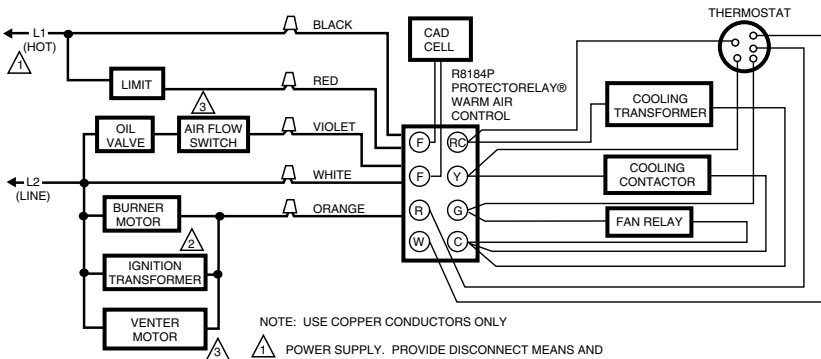 THERMOSTAT
L1
(HOT)
1
BLACK
CAD
CELL
LIMIT
RED
R8184P
PROTECTORELAY®
WARM AIR
CONTROL
3
COOLING
TRANSFORMER
OIL
VALVE
AIR FLOW
SWITCH
VIOLET
F
RC
L2
(LINE)
WHITE
F
Y
COOLING
CONTACTOR
BURNER
MOTOR
ORANGE
R
G
FAN RELAY
2
W
C
IGNITION
TRANSFORMER
VENTER
MOTOR
3
NOTE: USE COPPER CONDUCTORS ONLY
1 POWER SUPPLY. PROVIDE DISCONNECT MEANS AND